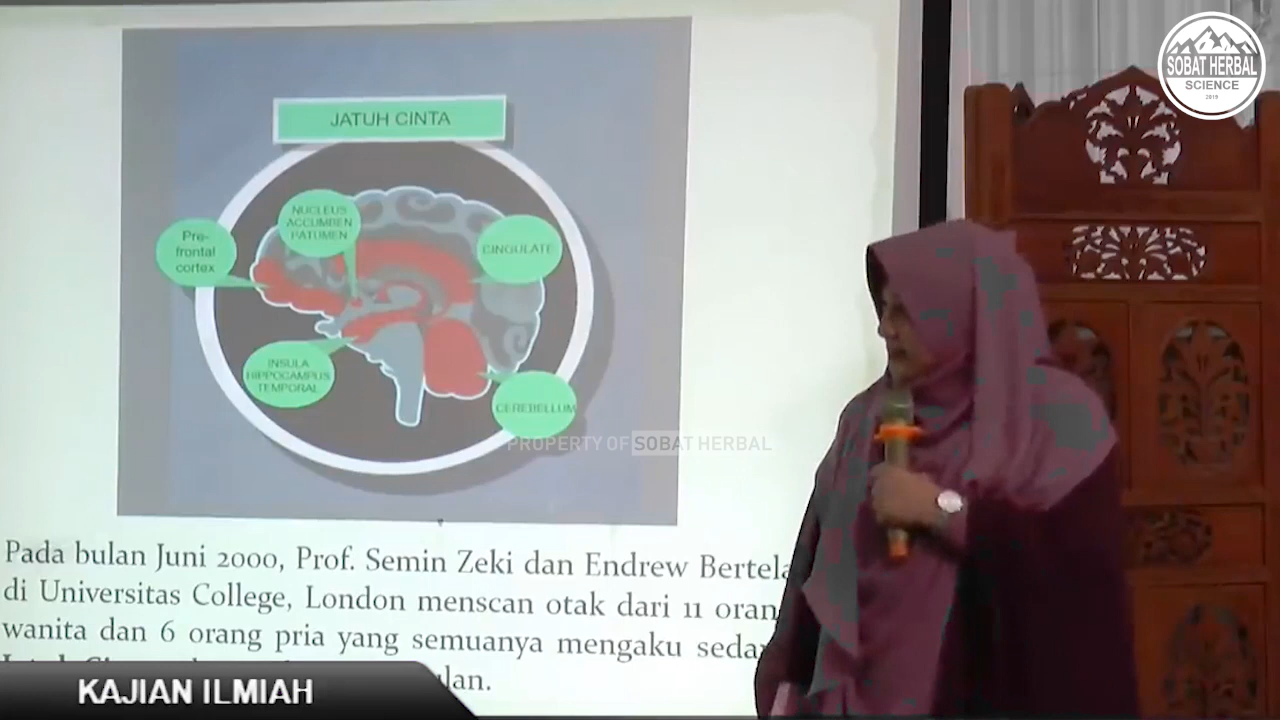 SOBAT HERBAL
SCIENCE
2019
JATUH CINTA
NUCLEUS
ACCUMBEN
PATUMEN
Pre-
frontal
cortex
CINGULATE
INSULA
HIPPOCAMPUS
TEMPORAL
CEREBELLUM
PROPERTY OF SOBAT HERBAL
Pada bulan Juni 2000, Prof. Semin Zeki dan Endrew Bertela
di Universitas College, London menscan otak dari 11 oran
wanita dan 6 orang pria yang semuanya mengaku seda
lan.
KAJIAN ILMIAH